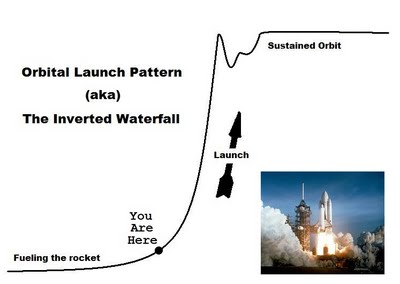 Orbital Launch Pattern
(aka)
The Inverted Waterfall
Sustained Orbit
Launch
You
Are
Here
Fueling the rocket